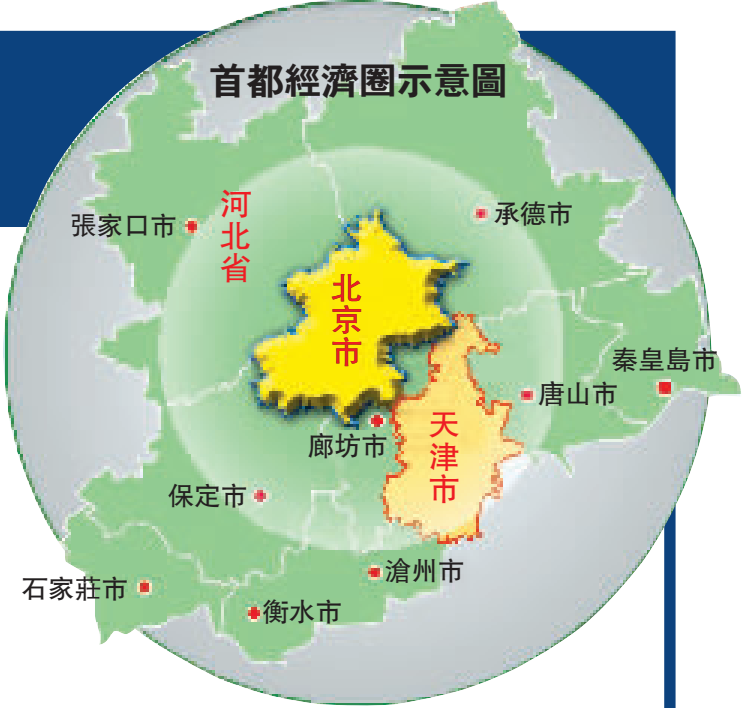 首都經濟圈示意圖
河北省
張家口市
承德市
北京市
秦皇島市
唐山市
廊坊市
天津市
保定市
滄州市
石家莊市
衡水市